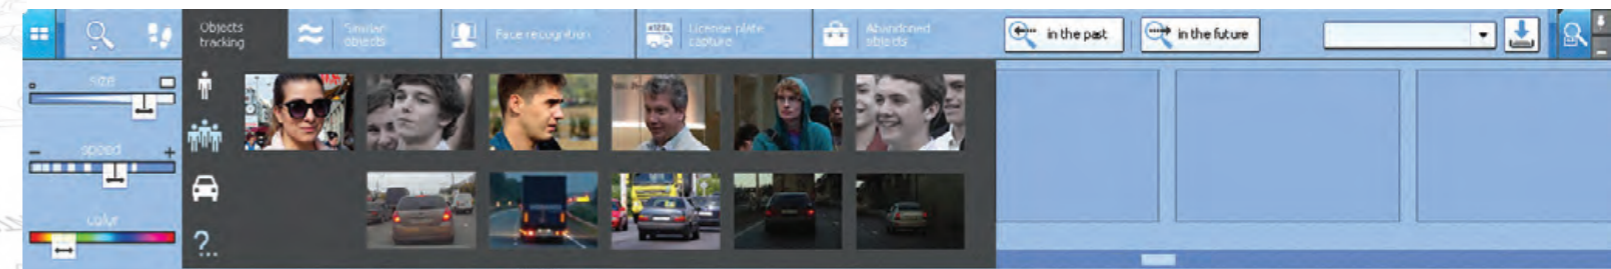 Objects
tracking
Similar
objects
Face recognition
License plate
capture
Abandoned
objects
in the past
in the future
size
speed
color
?...